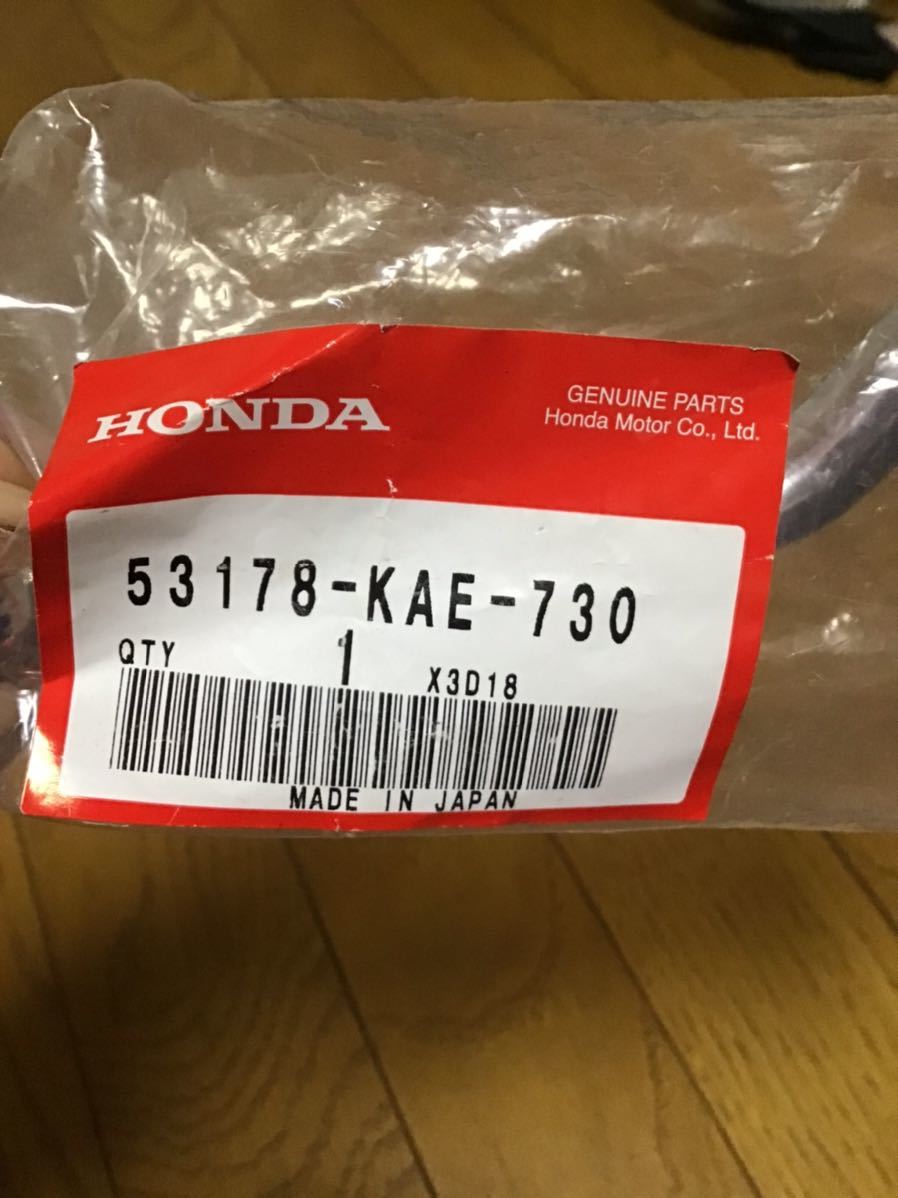 HONDA
GENUINE PARTS
Honda Motor Co., Ltd.
53178-KAE-730
QTY 1 X3D18
MADE IN JAPAN